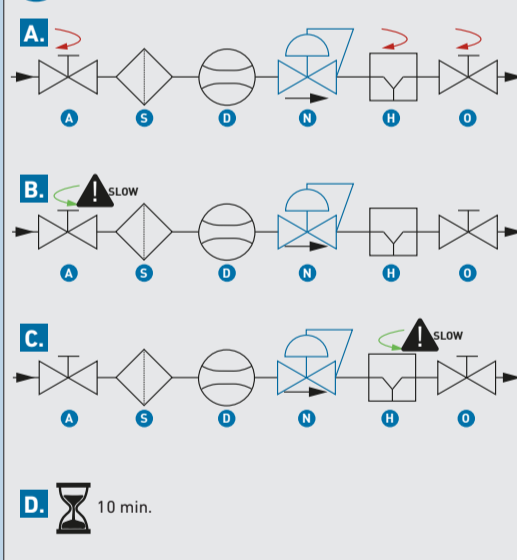 A.
A S D N H O
B.
! SLOW
A S D N H O
C.
! SLOW
A S D N H O
D. 10 min.